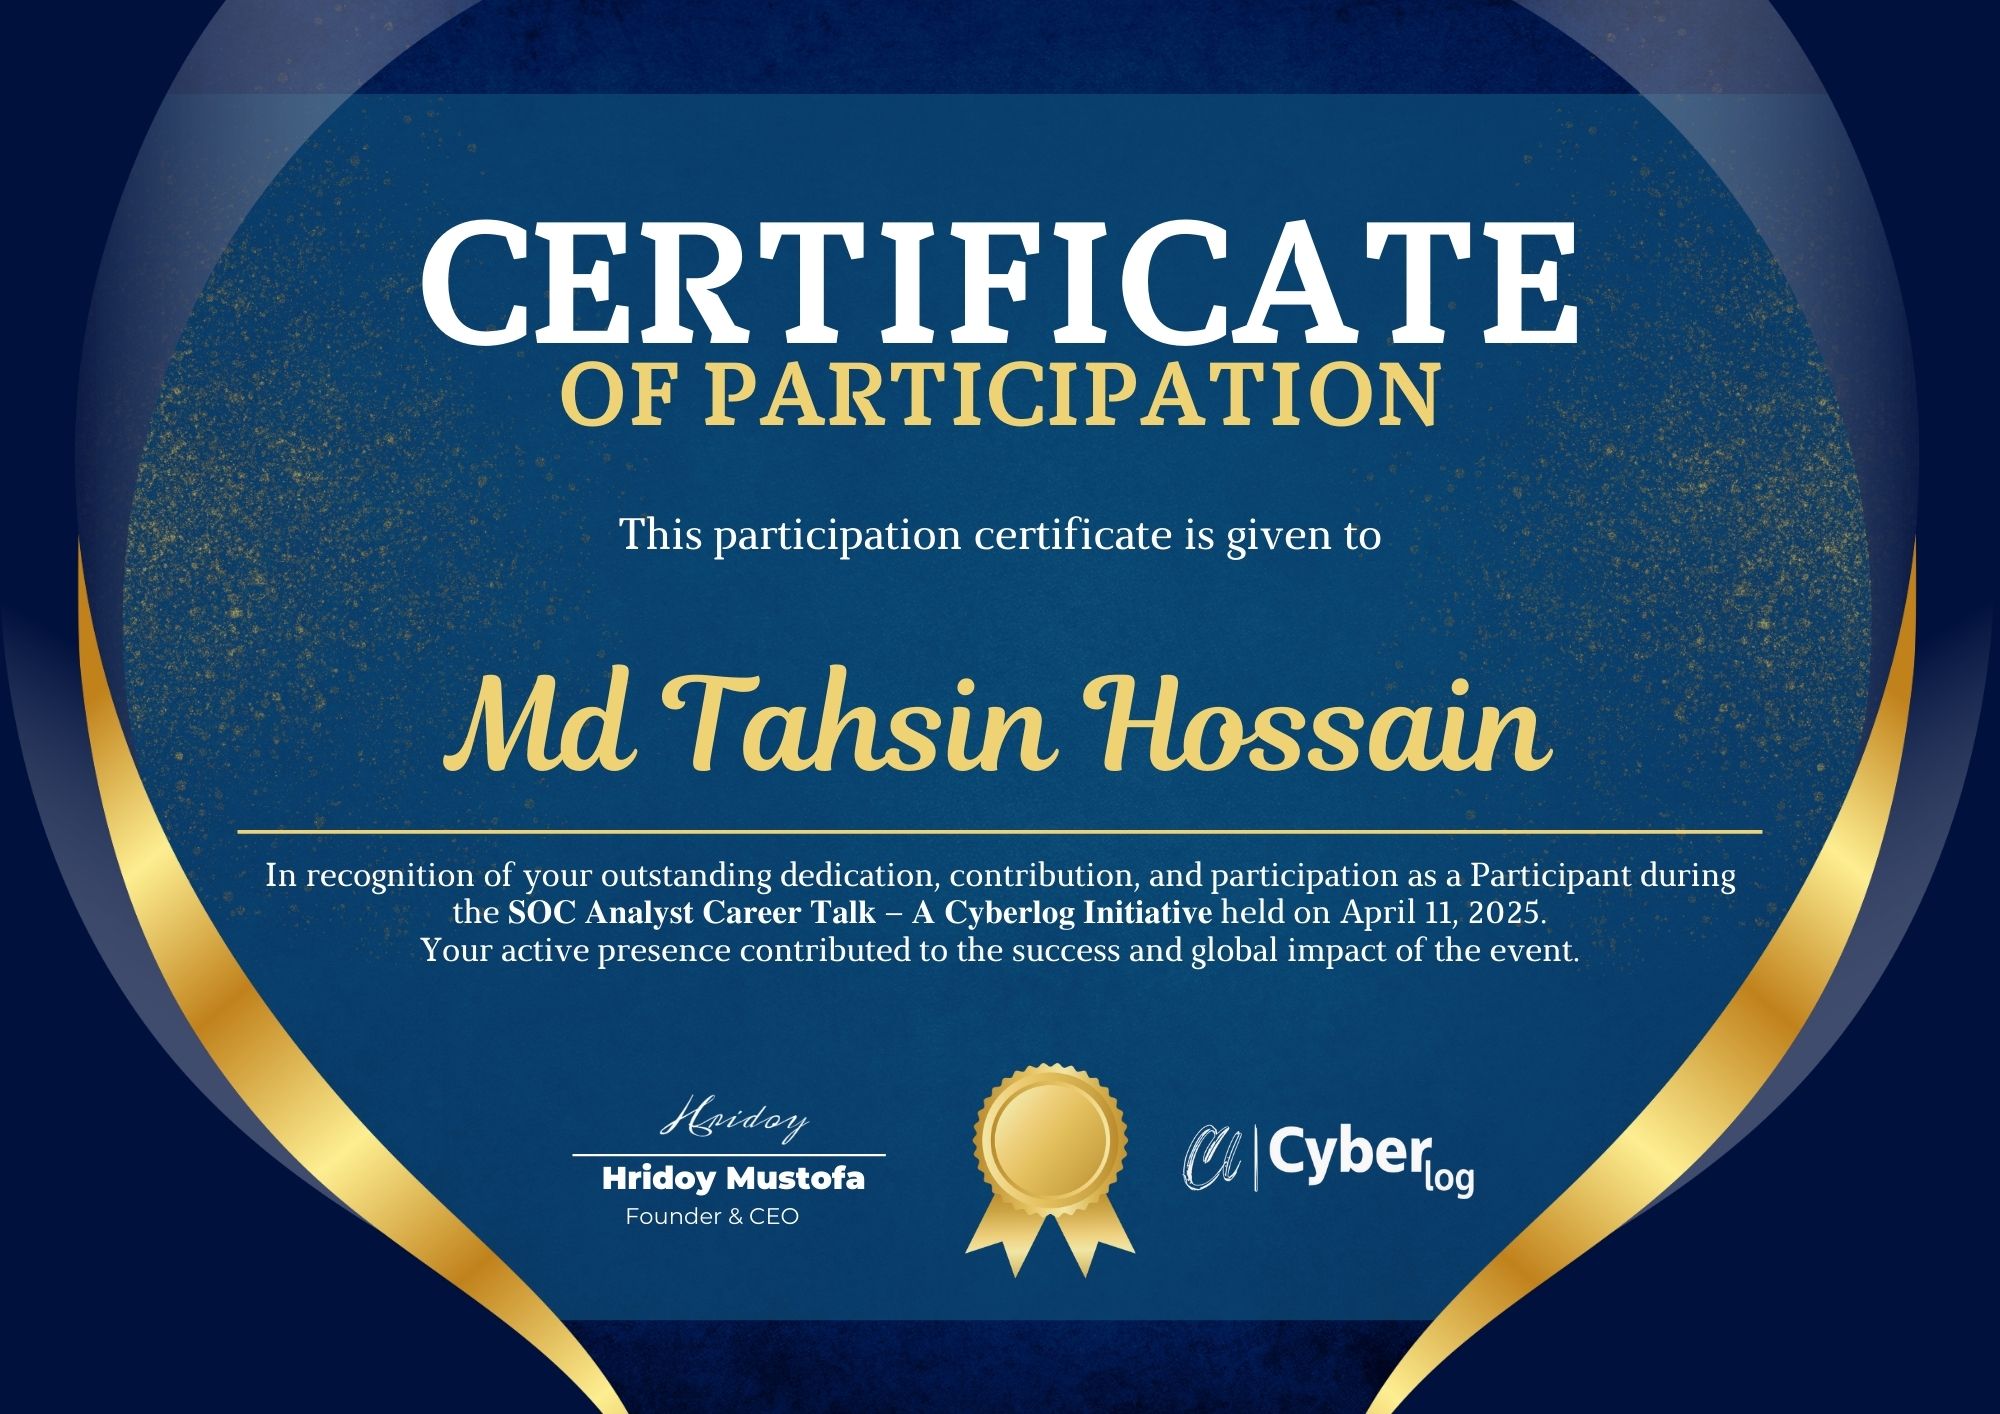 CERTIFICATE
OF PARTICIPATION
This participation certificate is given to
Md Tahsin Hossain
In recognition of your outstanding dedication, contribution, and participation as a Participant during
the SOC Analyst Career Talk – A Cyberlog Initiative held on April 11, 2025.
Your active presence contributed to the success and global impact of the event.
Hridoy
Hridoy Mustofa
Founder & CEO
Cyber
log